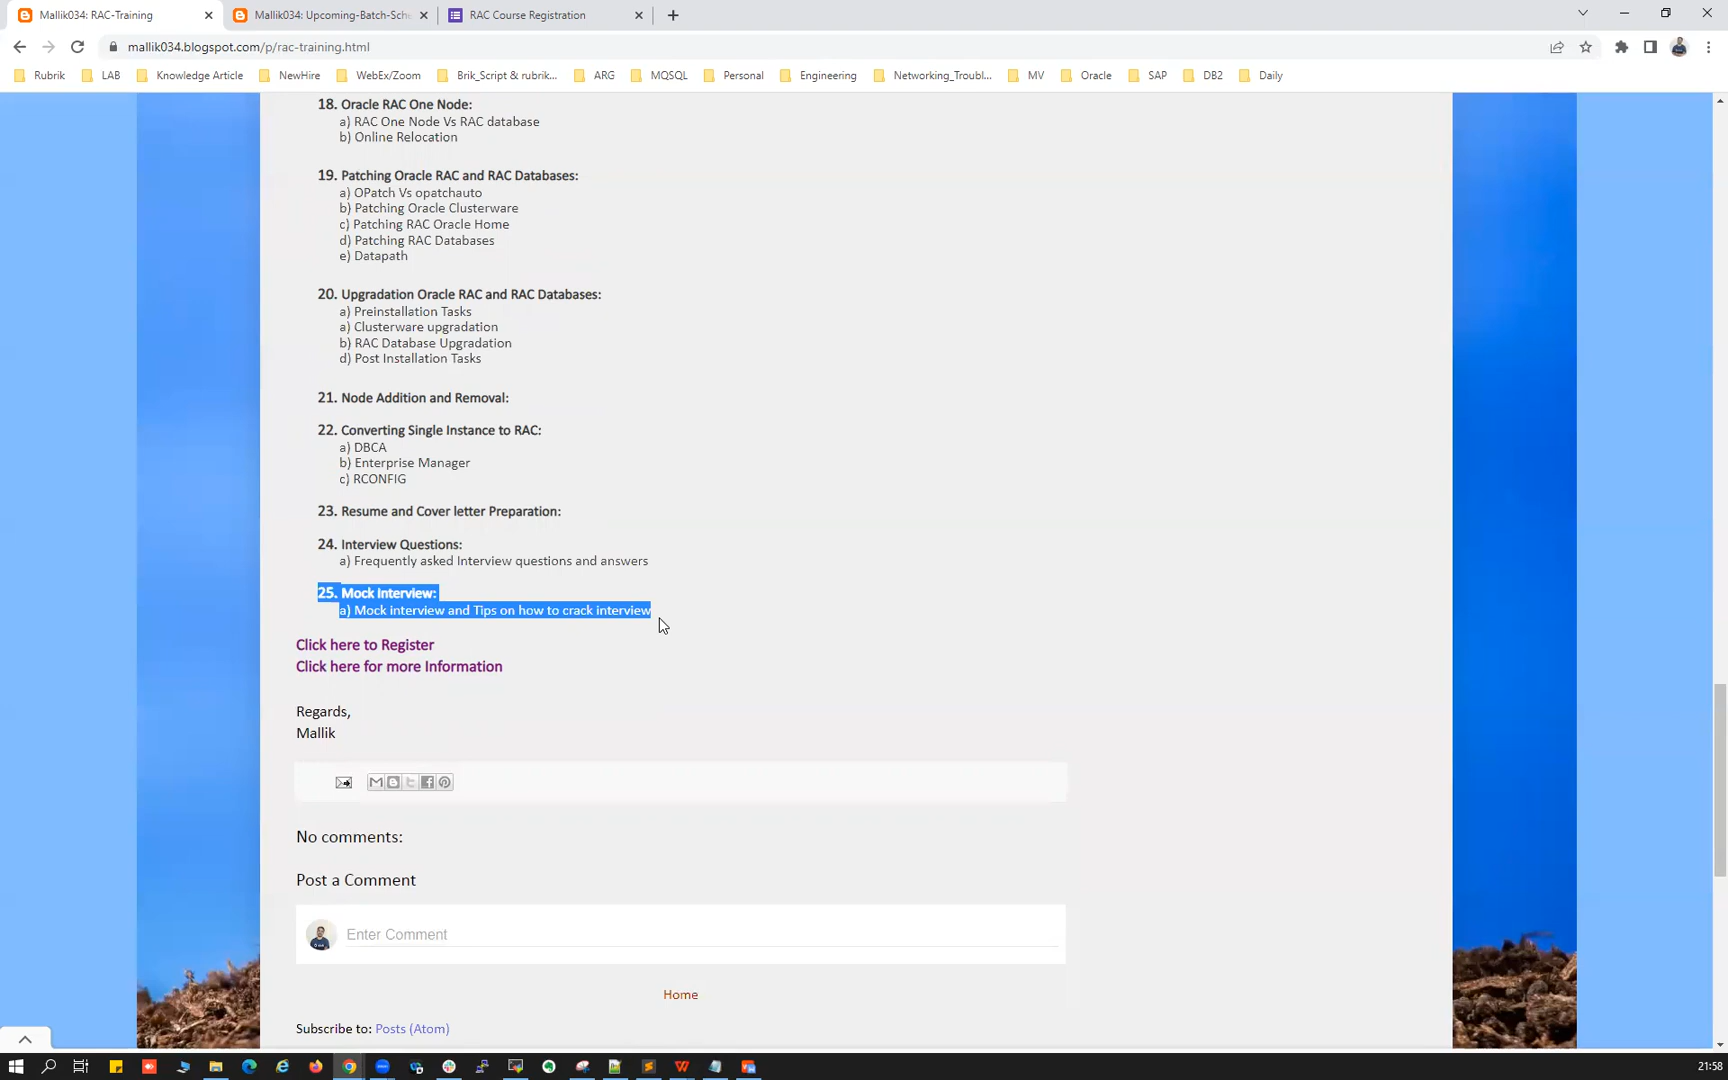 Mallik034: RAC-Training
Mallik034: Upcoming-Batch-Sch
RAC Course Registration
mallik034.blogspot.com/p/rac-training.html
Rubrik
LAB
Knowledge Article
NewHire
WebEx/Zoom
Brik_Script & rubrik...
ARG
MQSQL
Personal
Engineering
Networking_Troubl...
MV
Oracle
SAP
DB2
Daily
18. Oracle RAC One Node:
a) RAC One Node Vs RAC database
b) Online Relocation
19. Patching Oracle RAC and RAC Databases:
a) OPatch Vs opatchauto
b) Patching Oracle Clusterware
c) Patching RAC Oracle Home
d) Patching RAC Databases
e) Datapath
20. Upgradation Oracle RAC and RAC Databases:
a) Preinstallation Tasks
a) Clusterware upgradation
b) RAC Database Upgradation
d) Post Installation Tasks
21. Node Addition and Removal:
22. Converting Single Instance to RAC:
a) DBCA
b) Enterprise Manager
c) RCONFIG
23. Resume and Cover letter Preparation:
24. Interview Questions:
a) Frequently asked Interview questions and answers
25. Mock Interview:
a) Mock interview and Tips on how to crack interview
Click here to Register
Click here for more Information
Regards,
Mallik
No comments:
Post a Comment
Enter Comment
Home
Subscribe to: Posts (Atom)
21:58